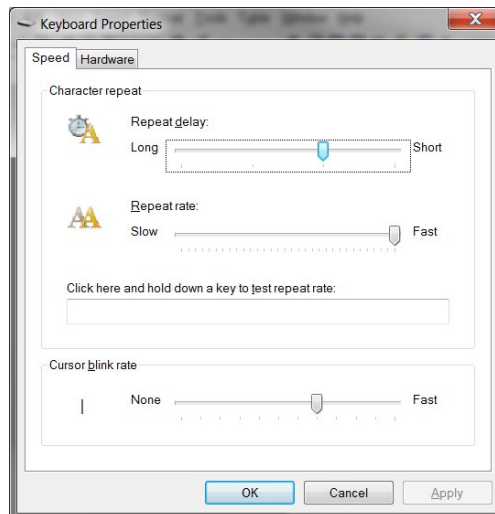 Keyboard Properties
Speed Hardware
Character repeat
Repeat delay:
Long Short
Repeat rate:
Slow Fast
Click here and hold down a key to test repeat rate:
Cursor blink rate
None Fast
OK Cancel Apply